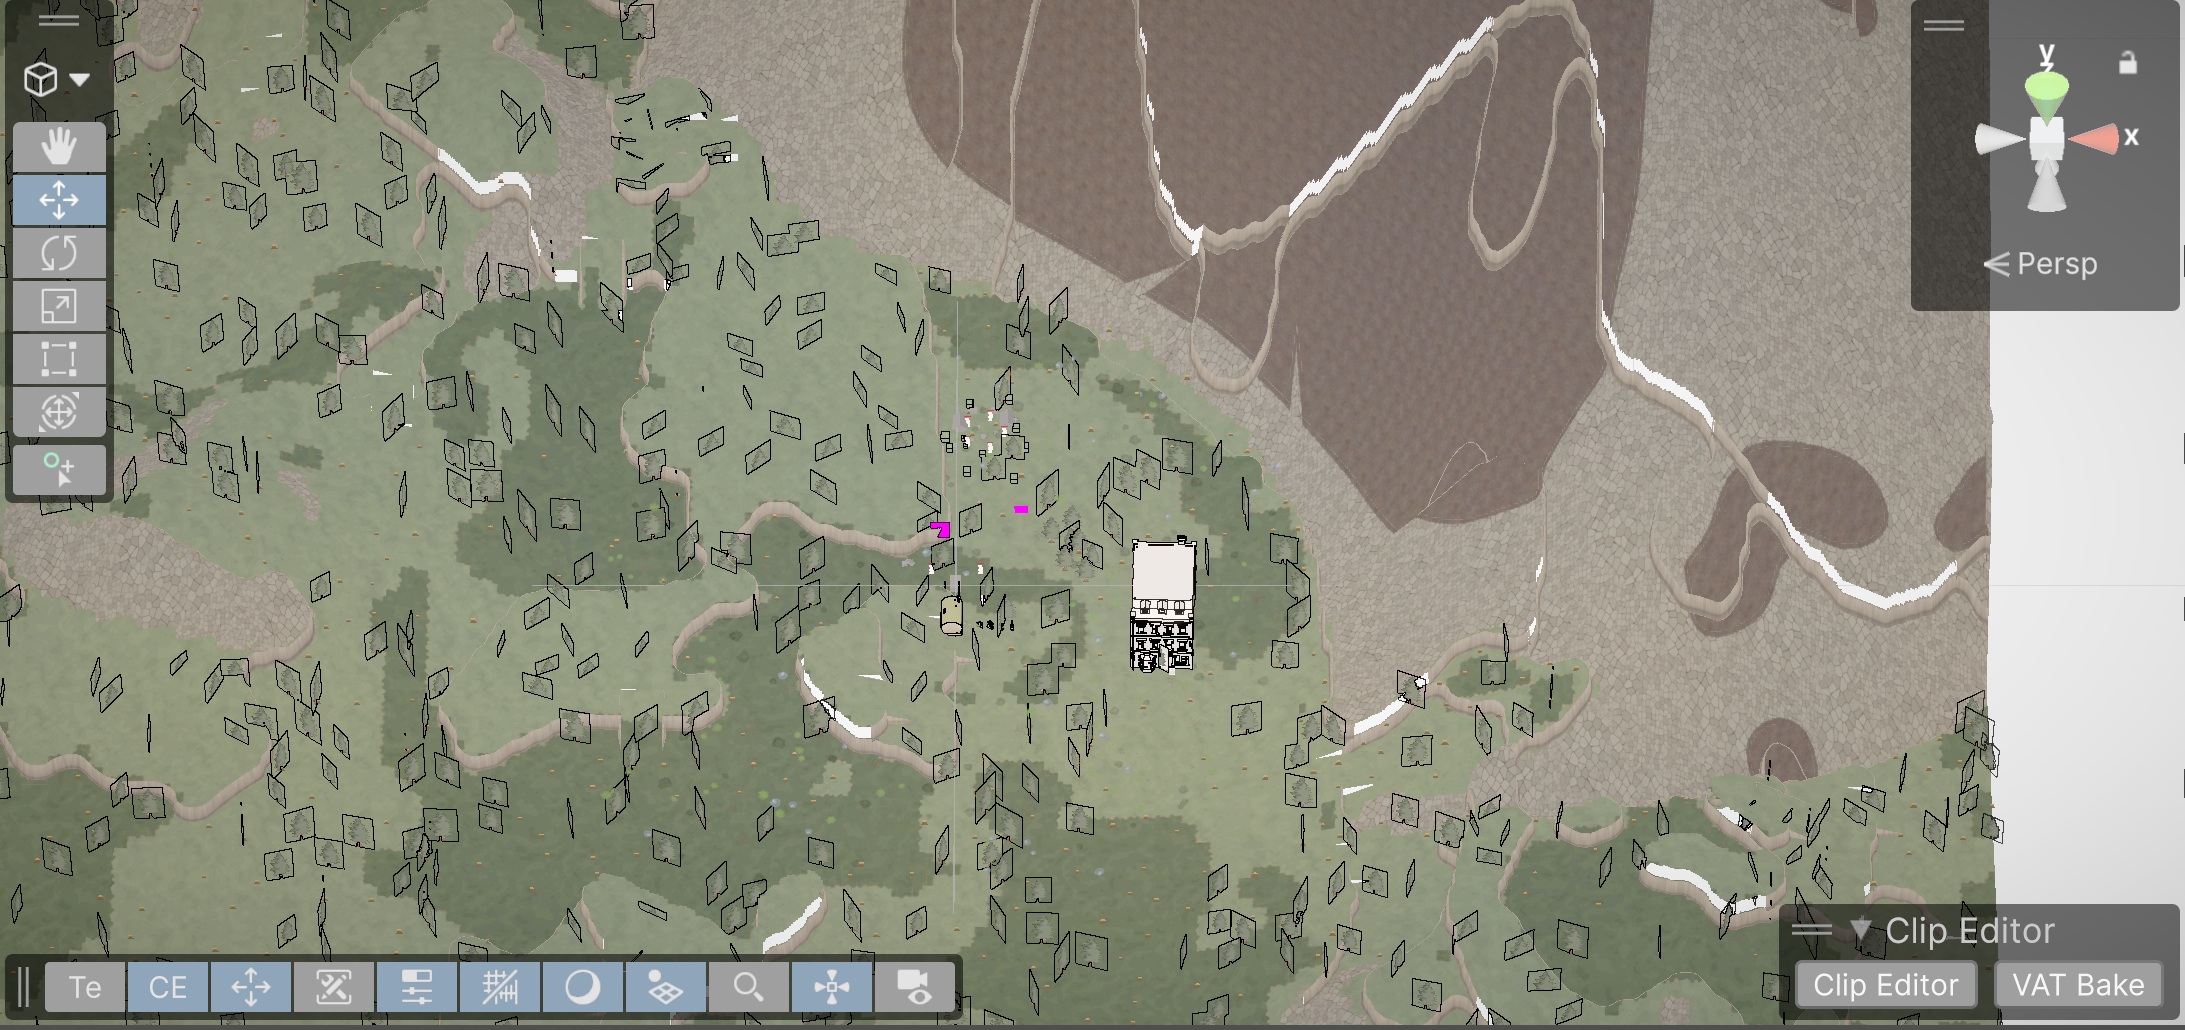 y
z
x
< Persp
Clip Editor
Clip Editor VAT Bake
Te CE